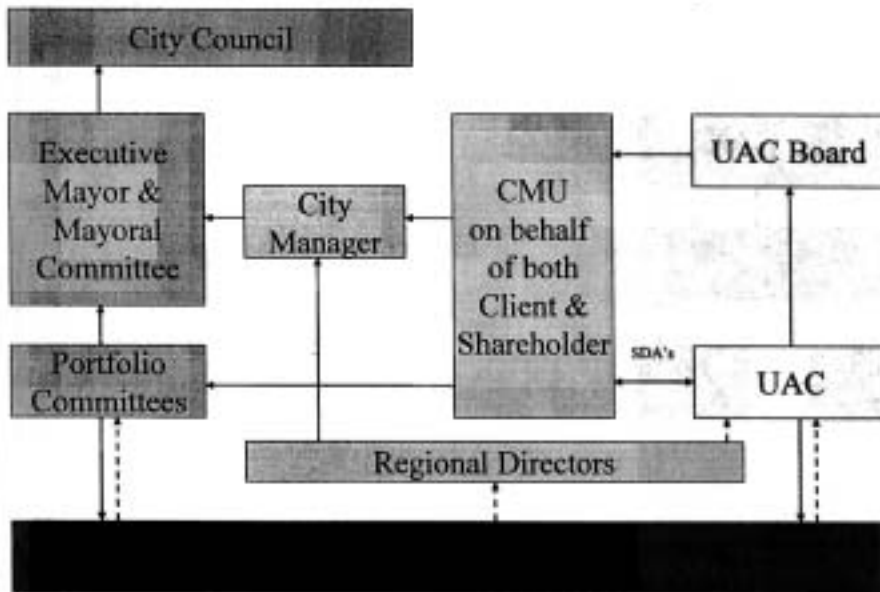 City Council
Executive
Mayor &
Mayoral
Committee
City
Manager
CMU
on behalf
of both
Client &
Shareholder
UAC Board
SDA's
Portfolio
Committees
UAC
Regional Directors